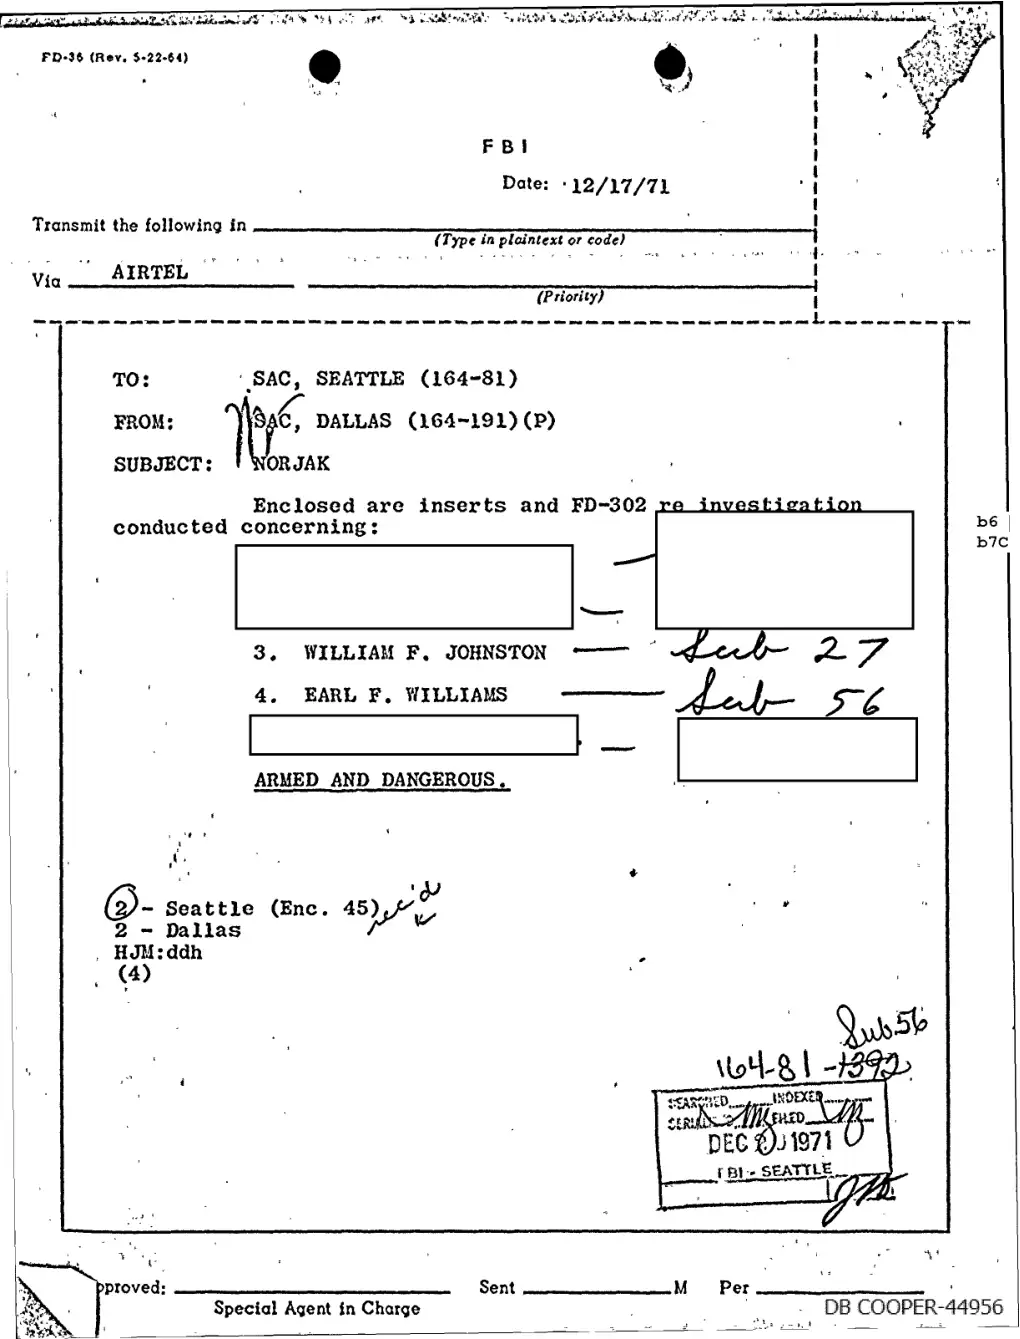 FD-36 (Rev. 5-22-64)
FBI
Date: 12/17/71
Transmit the following in
(Type in plaintext or code)
Via AIRTEL
(Priority)
TO: SAC, SEATTLE (164-81)
FROM: SAC, DALLAS (164-191)(P)
SUBJECT: NORJAK
Enclosed are inserts and FD-302 re investigation
conducted concerning:
b6
b7C
3. WILLIAM F. JOHNSTON — Sub 27
4. EARL F. WILLIAMS — Sub 56
ARMED AND DANGEROUS.
2 - Seattle (Enc. 45) rec'd
2 - Dallas
HJM:ddh
(4)
Sub 56
164-81-1392
SEARCHED INDEXED
SERIALIZED FILED
DEC 1971
FBI - SEATTLE
pproved: Sent M Per
Special Agent in Charge
DB COOPER-44956